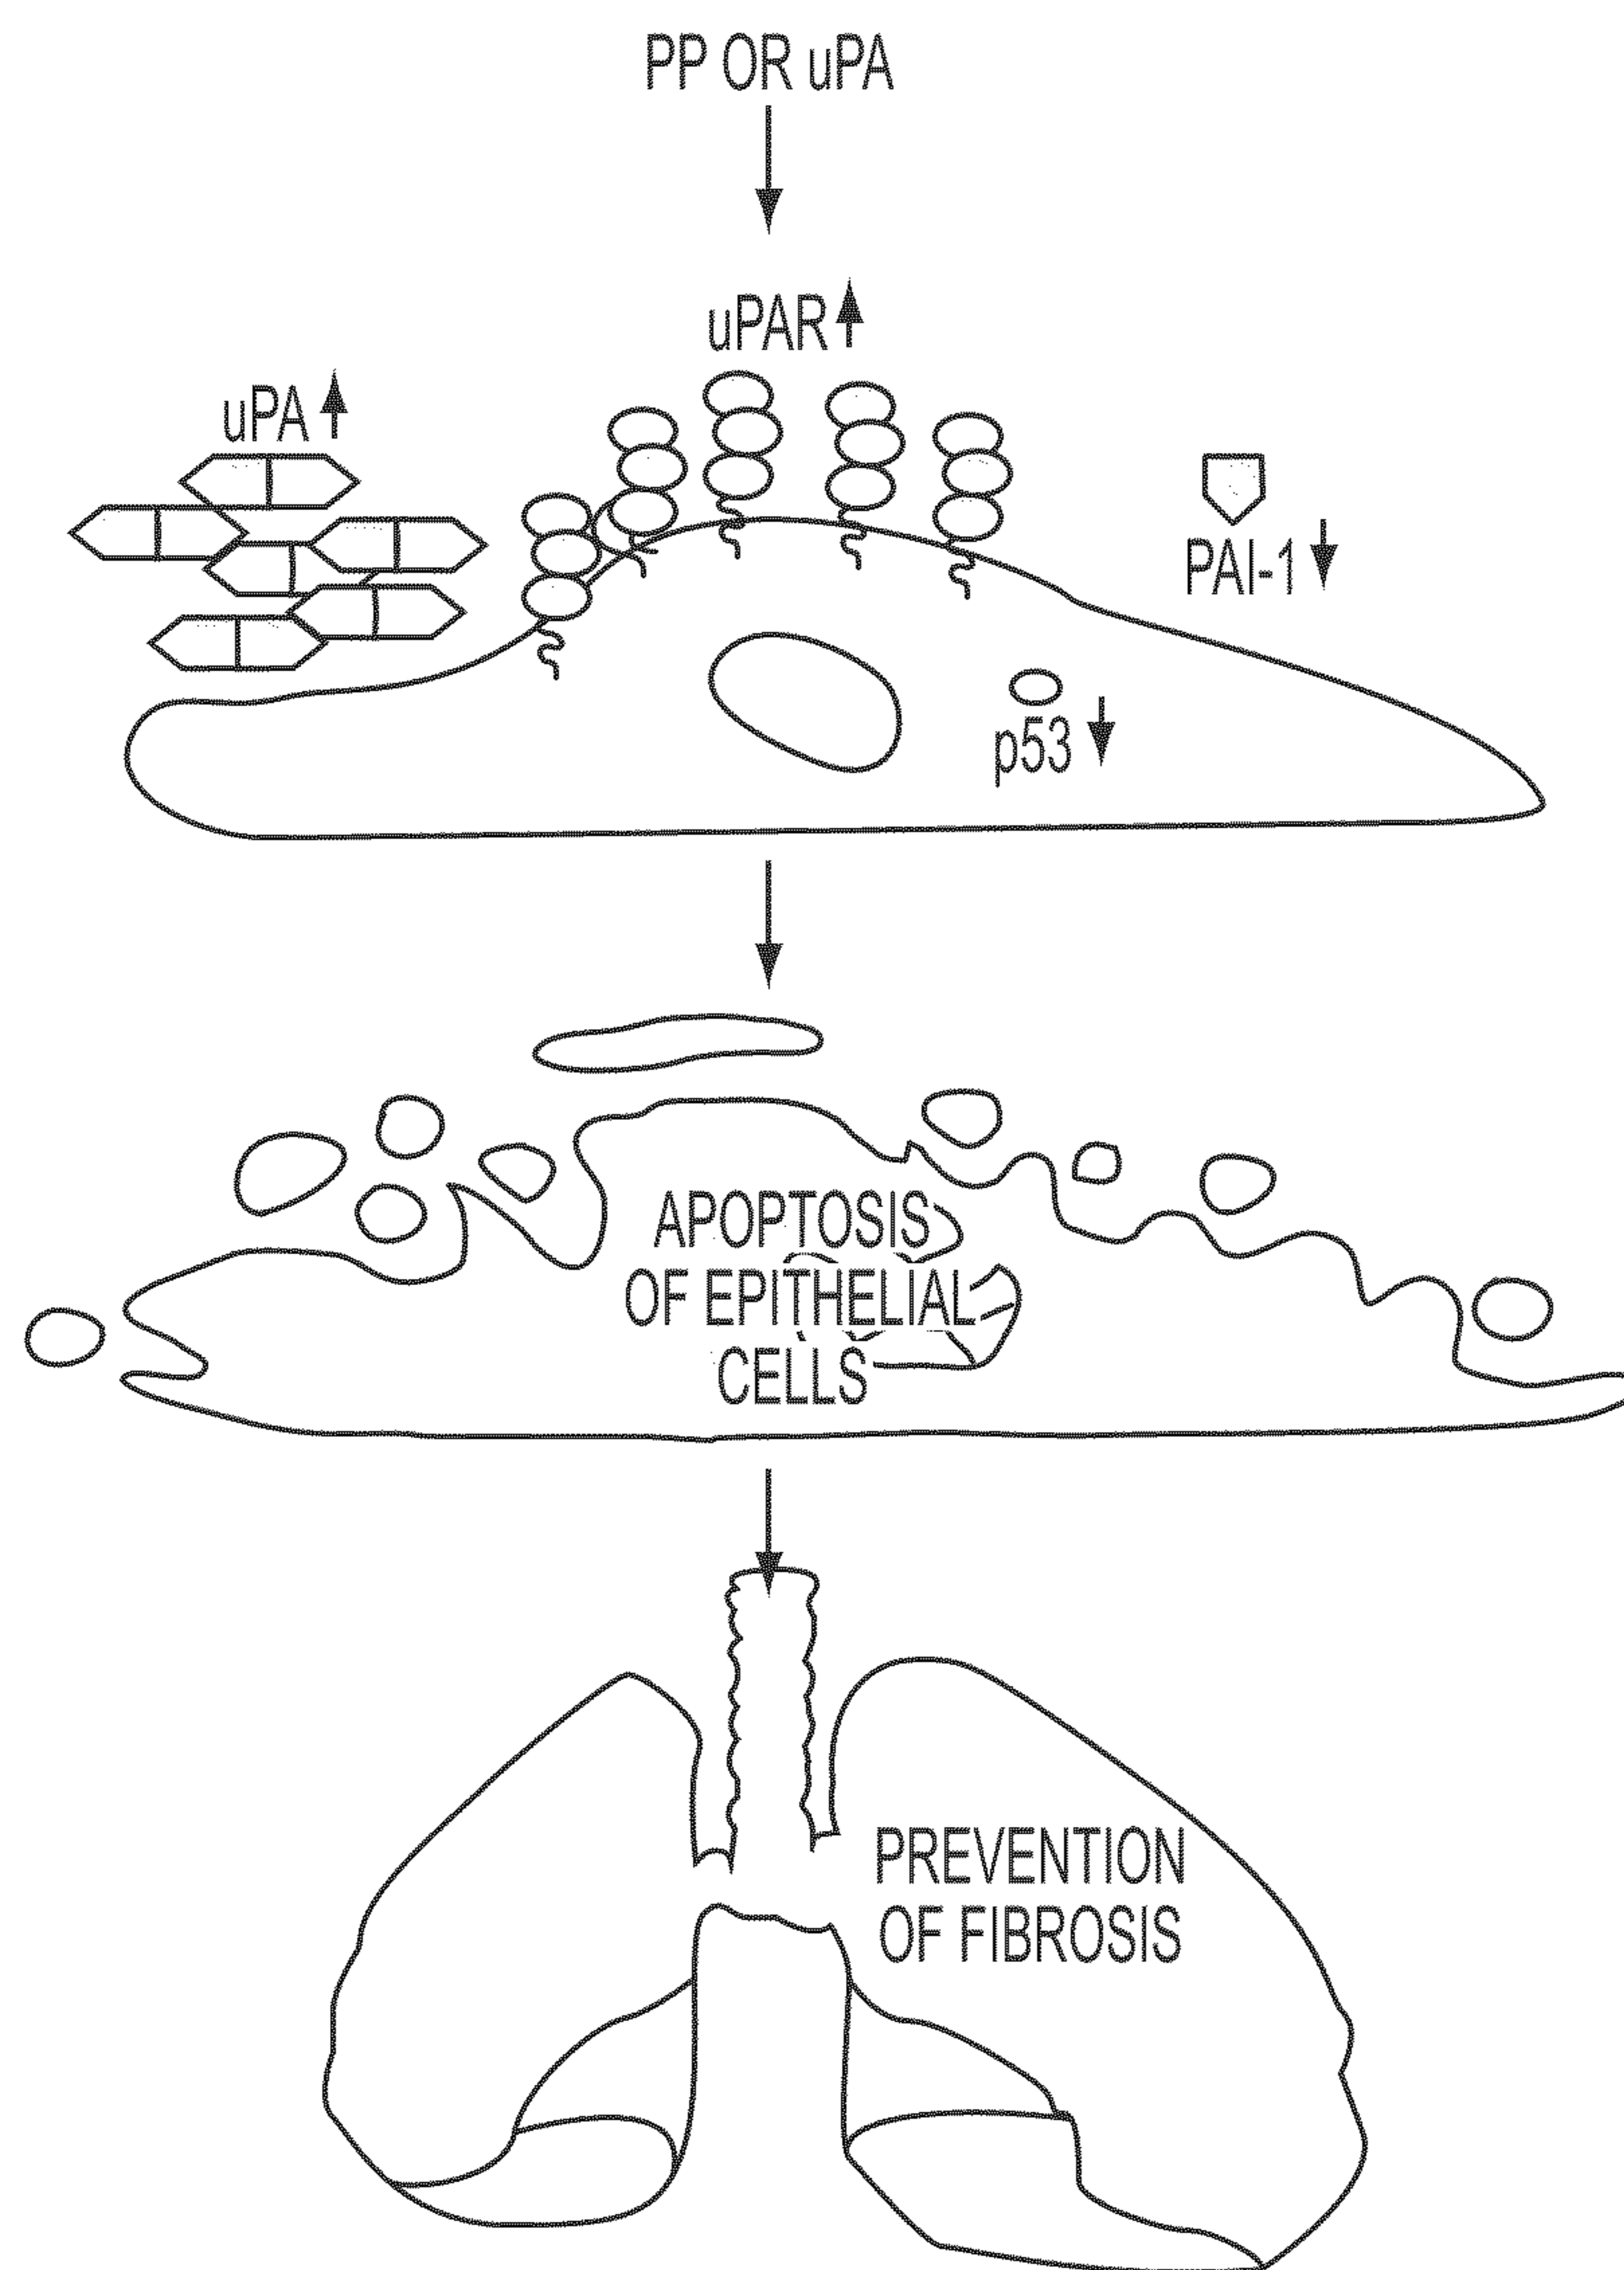 PP OR uPA
uPAR
uPA
PAI-1
p53
APOPTOSIS
OF EPITHELIAL
CELLS
PREVENTION
OF FIBROSIS